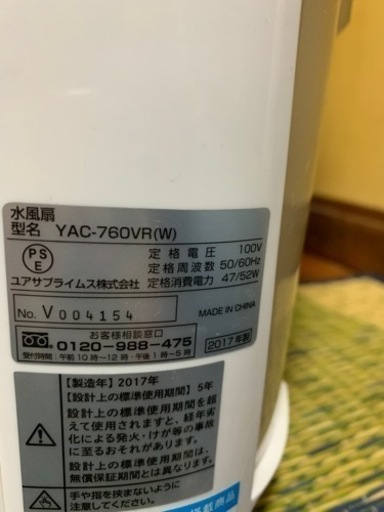 水風扇
型名 YAC-760VR(W)
PSE
定格電圧 100V
定格周波数 50/60Hz
定格消費電力 47/52W
ユアサプライムス株式会社
No. V004154
MADE IN CHINA
お客様相談窓口
0120-988-475
受付時間：午前10時～12時・午後1時～5時
2017年製
【製造年】2017年
【設計上の標準使用期間】5年
設計上の標準使用期間を超
えて使用されますと、経年劣
化による発火・けが等の事故
に至るおそれがあります。
設計上の標準使用期間は、
無償保証期間とは異なります。
手や指を挟まないように
注意してください。
搭載商品